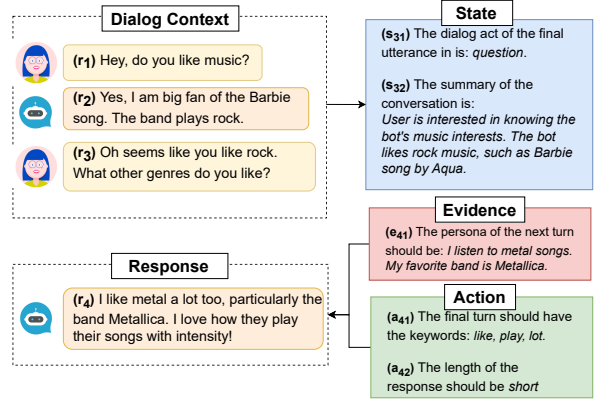 Dialog Context
(r1) Hey, do you like music?
(r2) Yes, I am big fan of the Barbie
song. The band plays rock.
(r3) Oh seems like you like rock.
What other genres do you like?
State
(s31) The dialog act of the final
utterance in is: question.
(s32) The summary of the
conversation is:
User is interested in knowing the
bot's music interests. The bot
likes rock music, such as Barbie
song by Aqua.
Evidence
(e41) The persona of the next turn
should be: I listen to metal songs.
My favorite band is Metallica.
Response
(r4) I like metal a lot too, particularly the
band Metallica. I love how they play
their songs with intensity!
Action
(a41) The final turn should have
the keywords: like, play, lot.
(a42) The length of the
response should be short